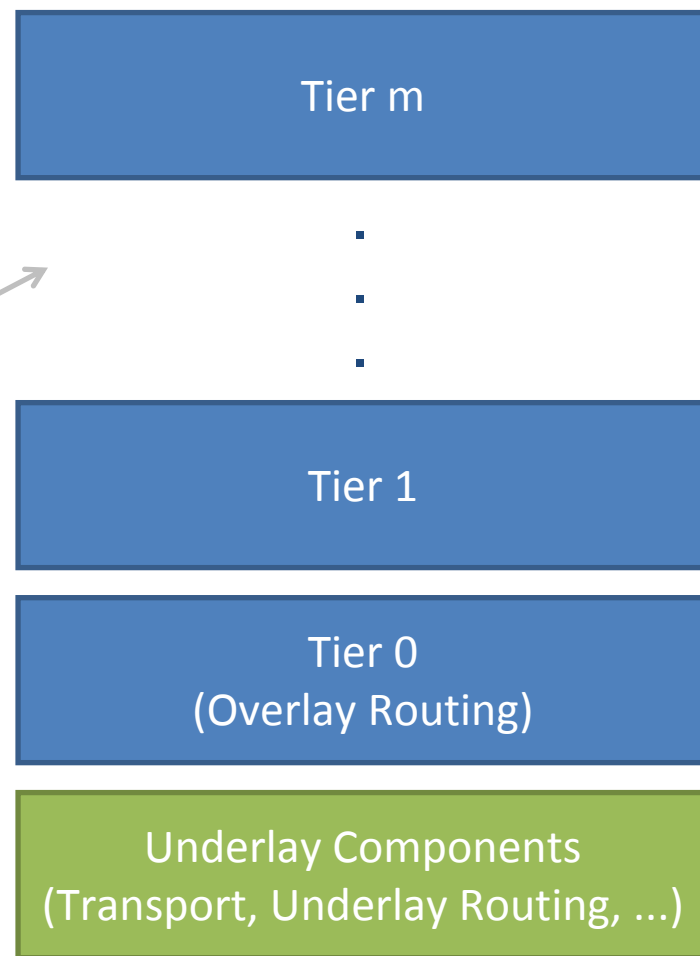 Tier m
.
.
.
Tier 1
Tier 0
(Overlay Routing)
Underlay Components
(Transport, Underlay Routing, ...)